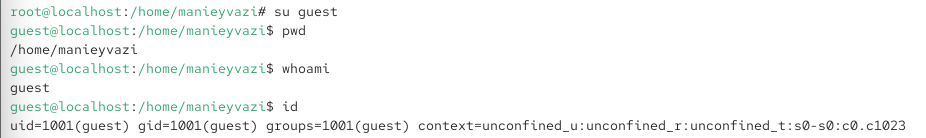 root@localhost:/home/manieyvazi# su guest
guest@localhost:/home/manieyvazi$ pwd
/home/manieyvazi
guest@localhost:/home/manieyvazi$ whoami
guest
guest@localhost:/home/manieyvazi$ id
uid=1001(guest) gid=1001(guest) groups=1001(guest) context=unconfined_u:unconfined_r:unconfined_t:s0-s0:c0.c1023